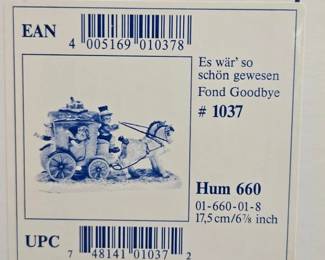 EAN
4 005169 010378
Es wär' so
schön gewesen
Fond Goodbye
# 1037
Hum 660
01-660-01-8
17,5 cm/6⅞ inch
UPC
7 48141 01037 2